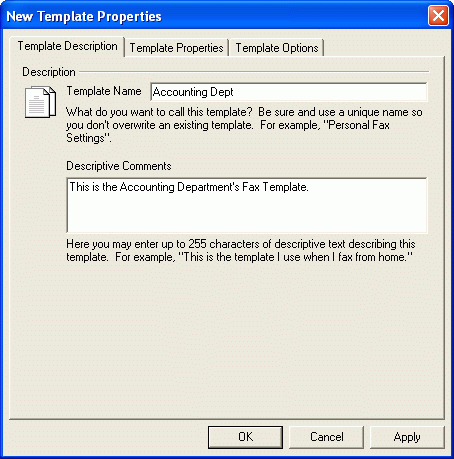 New Template Properties
Template Description Template Properties Template Options
Description
Template Name Accounting Dept
What do you want to call this template? Be sure and use a unique name so
you don't overwrite an existing template. For example, "Personal Fax
Settings".
Descriptive Comments
This is the Accounting Department's Fax Template.
Here you may enter up to 255 characters of descriptive text describing this
template. For example, "This is the template I use when I fax from home."
OK Cancel Apply